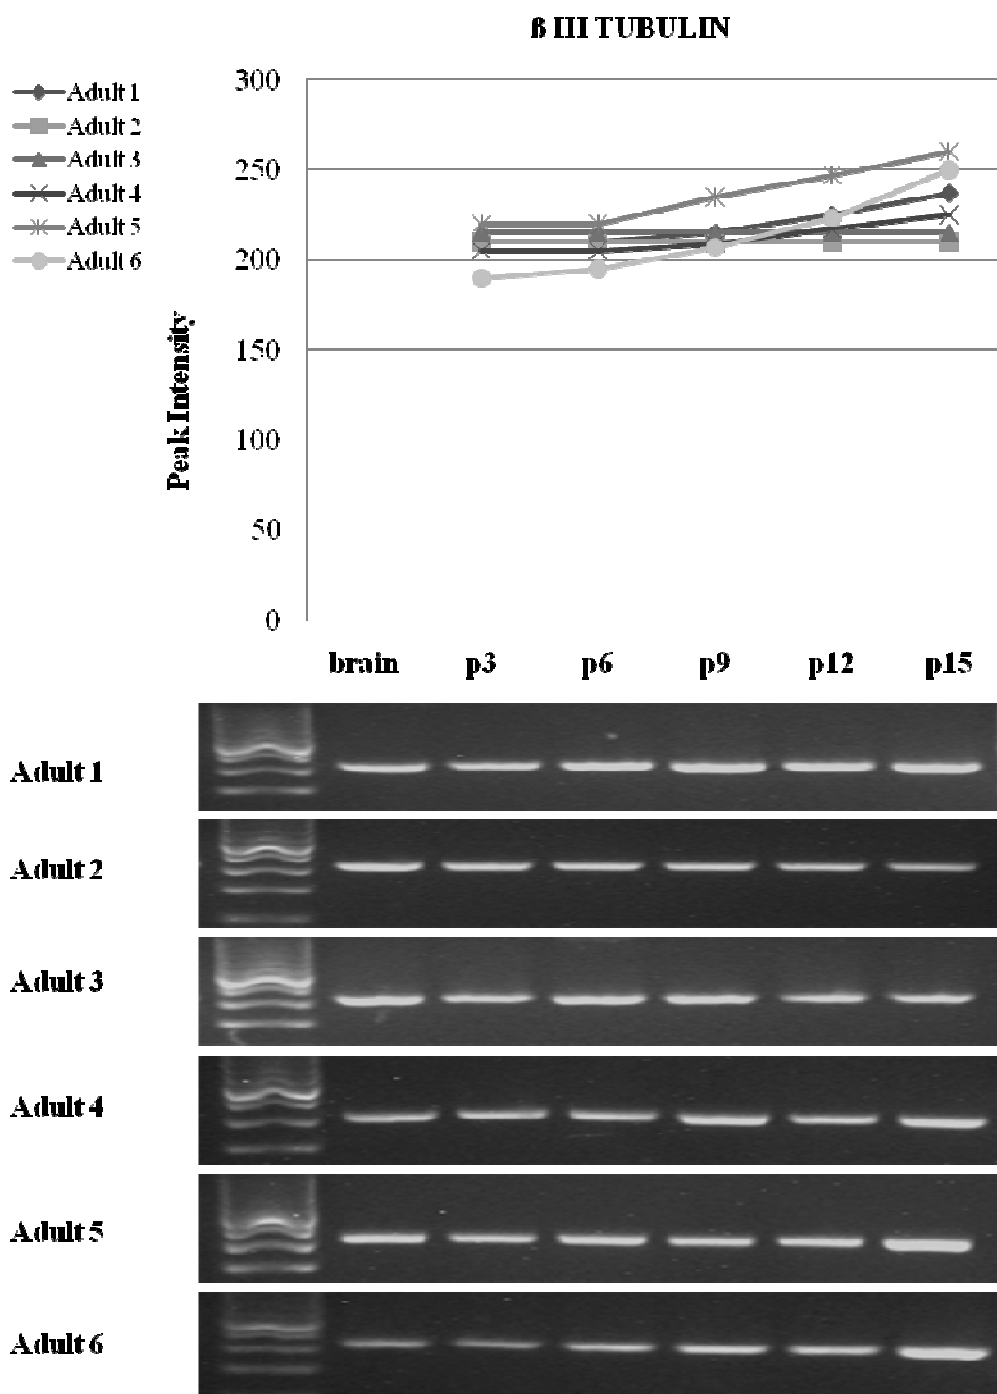 ß III TUBULIN
Adult 1
Adult 2
Adult 3
Adult 4
Adult 5
Adult 6
300
250
200
150
100
50
0
Peak Intensity
brain p3 p6 p9 p12 p15
Adult 1
Adult 2
Adult 3
Adult 4
Adult 5
Adult 6